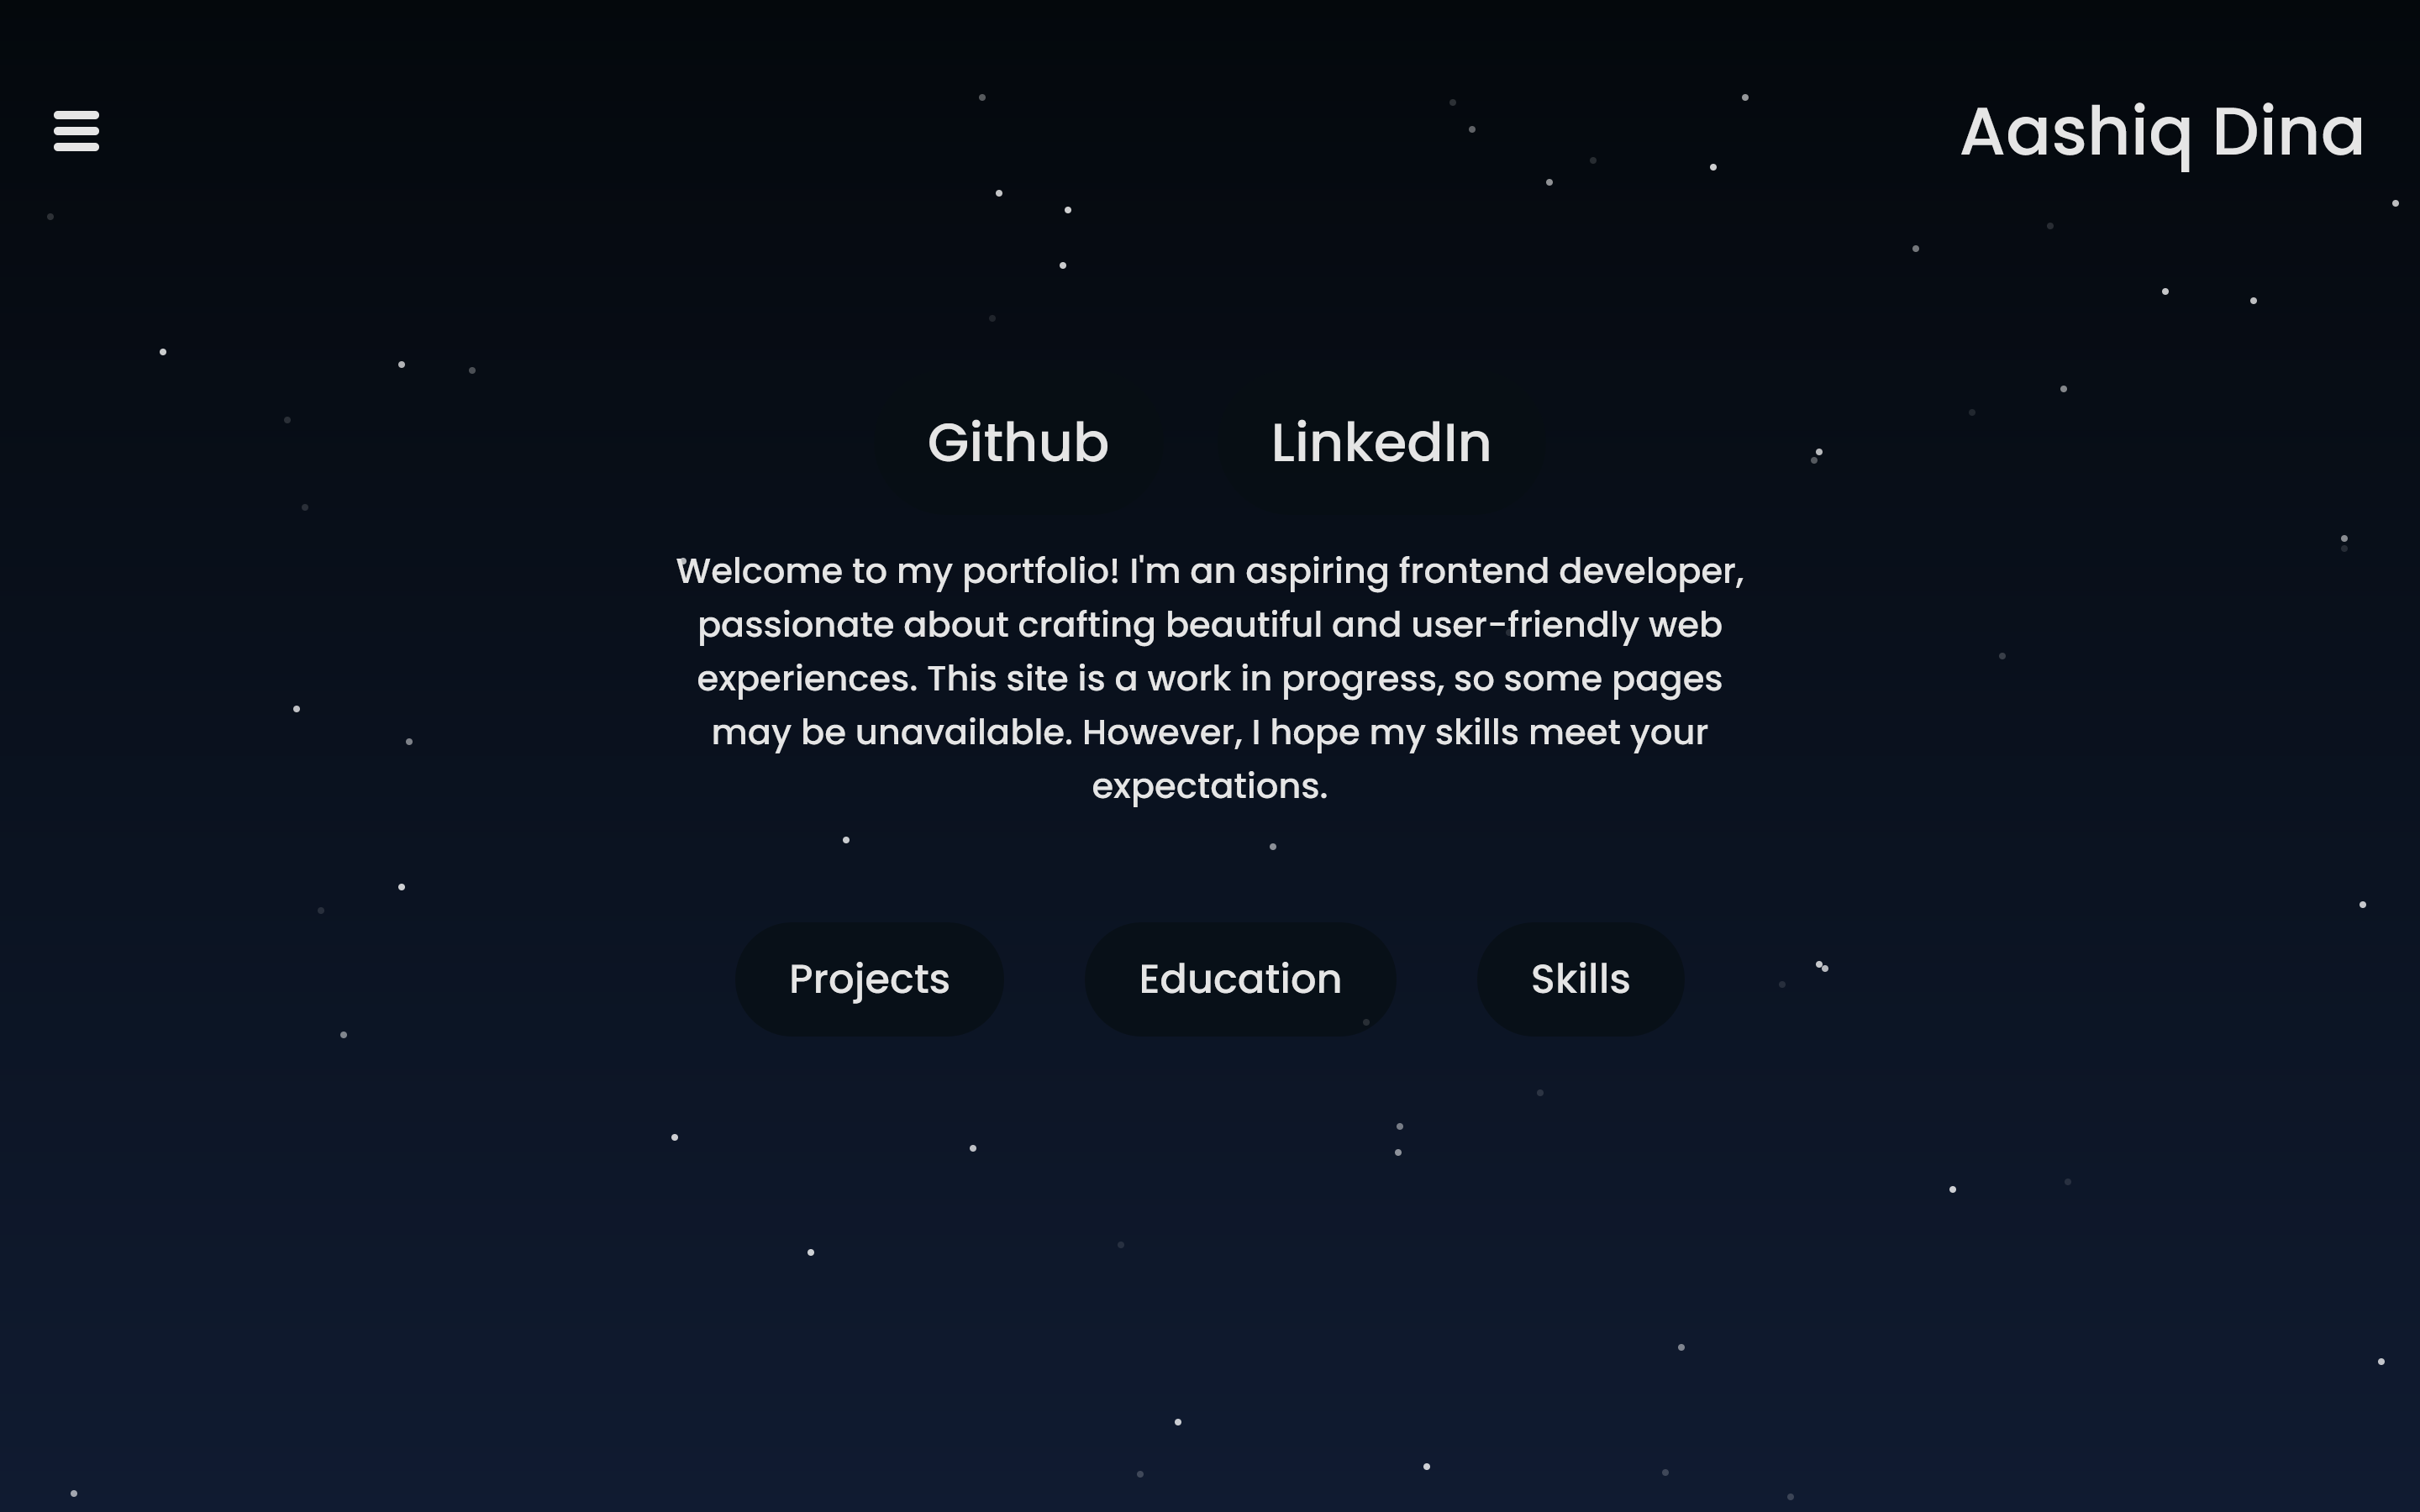 Aashiq Dina
Github
LinkedIn
Welcome to my portfolio! I'm an aspiring frontend developer,
passionate about crafting beautiful and user-friendly web
experiences. This site is a work in progress, so some pages
may be unavailable. However, I hope my skills meet your
expectations.
Projects
Education
Skills